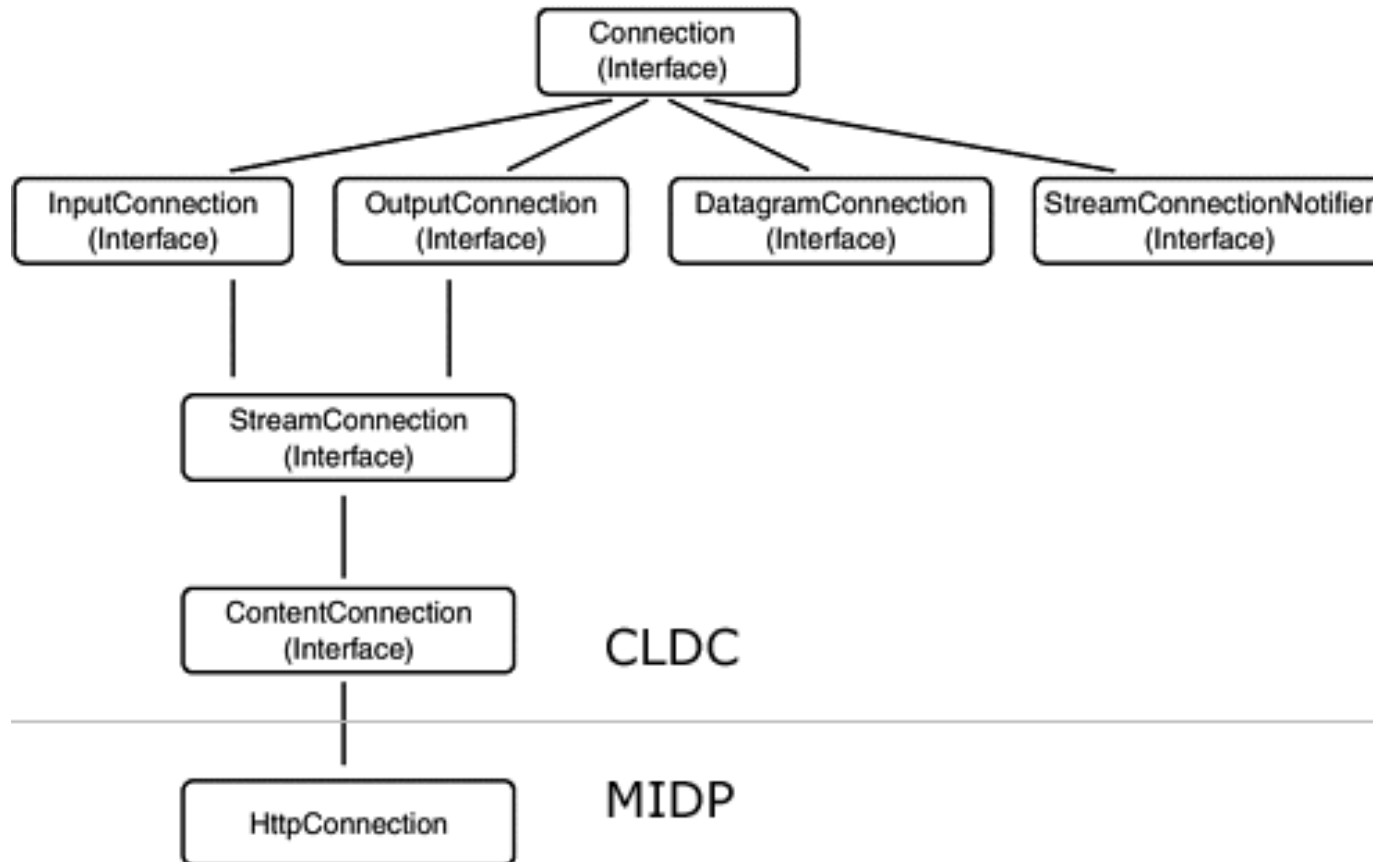 Connection
(Interface)
InputConnection
(Interface)
OutputConnection
(Interface)
DatagramConnection
(Interface)
StreamConnectionNotifier
(Interface)
StreamConnection
(Interface)
ContentConnection
(Interface)
CLDC
MIDP
HttpConnection